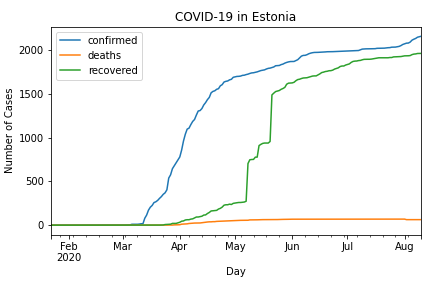 COVID-19 in Estonia
confirmed
deaths
recovered
Number of Cases
2000
1500
1000
500
0
Feb
2020
Mar
Apr
May
Jun
Jul
Aug
Day